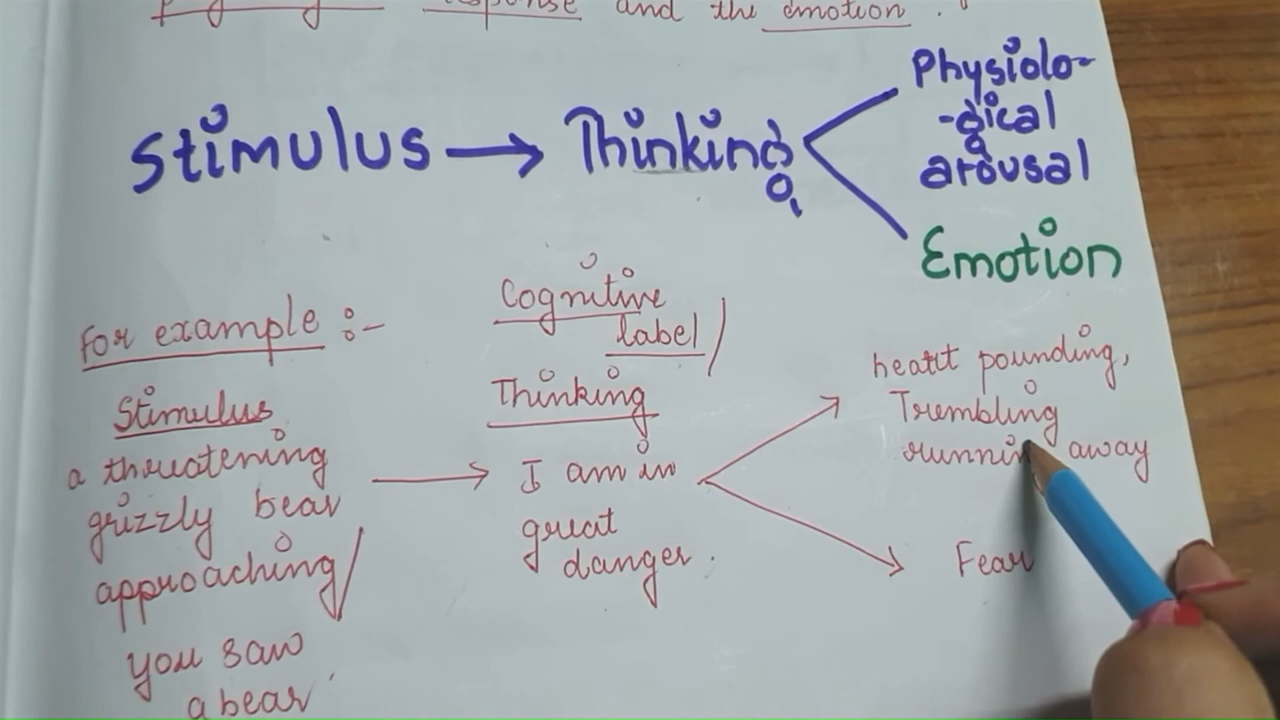 response and the emotion.
Stimulus → Thinking
Physiolo-
-gical
arousal
Emotion
For example :-
Cognitive
label/
Thinking
Stimulus
a threatening
grizzly bear
approaching/
you saw
a bear
I am in
great
danger.
heart pounding,
Trembling
running away
Fear